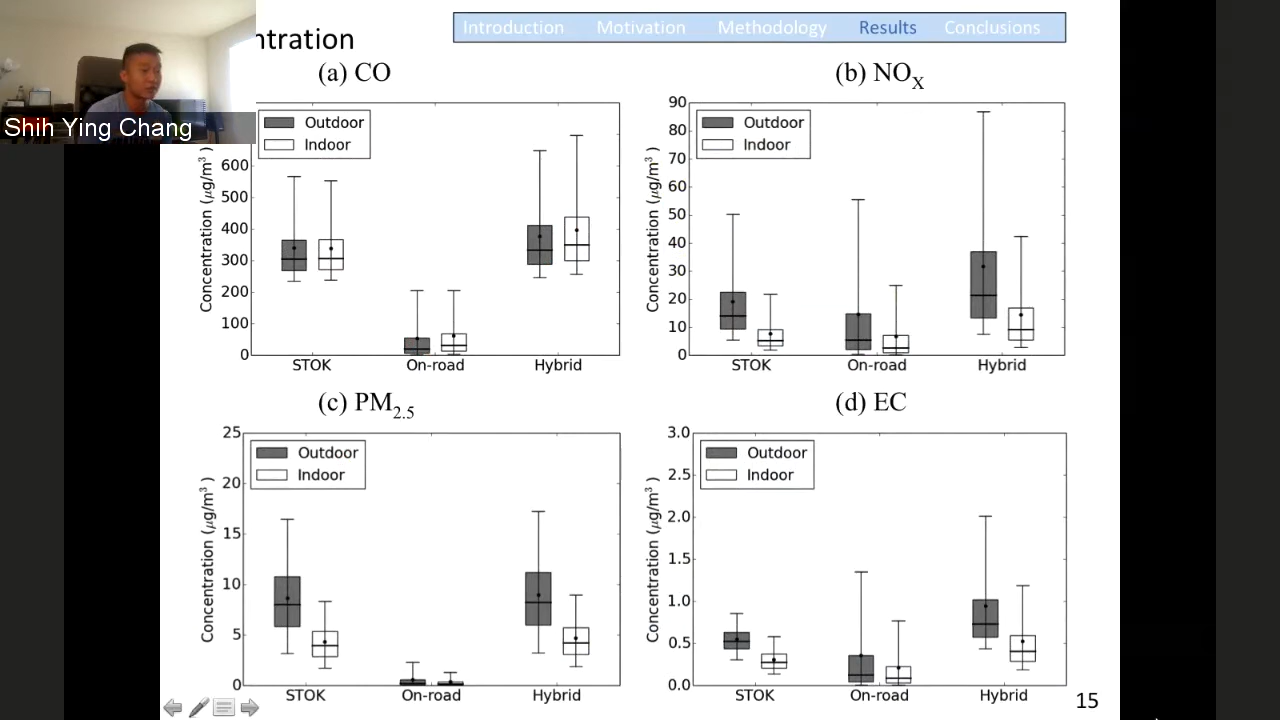 Introduction Motivation Methodology Results Conclusions
ntration
Shih Ying Chang
(a) CO
Outdoor
Indoor
Concentration (μg/m³)
600
500
400
300
200
100
0
STOK On-road Hybrid
(b) NOX
Outdoor
Indoor
Concentration (μg/m³)
90
80
70
60
50
40
30
20
10
0
STOK On-road Hybrid
(c) PM2.5
Outdoor
Indoor
Concentration (μg/m³)
25
20
15
10
5
0
STOK On-road Hybrid
(d) EC
Outdoor
Indoor
Concentration (μg/m³)
3.0
2.5
2.0
1.5
1.0
0.5
0.0
STOK On-road Hybrid
15